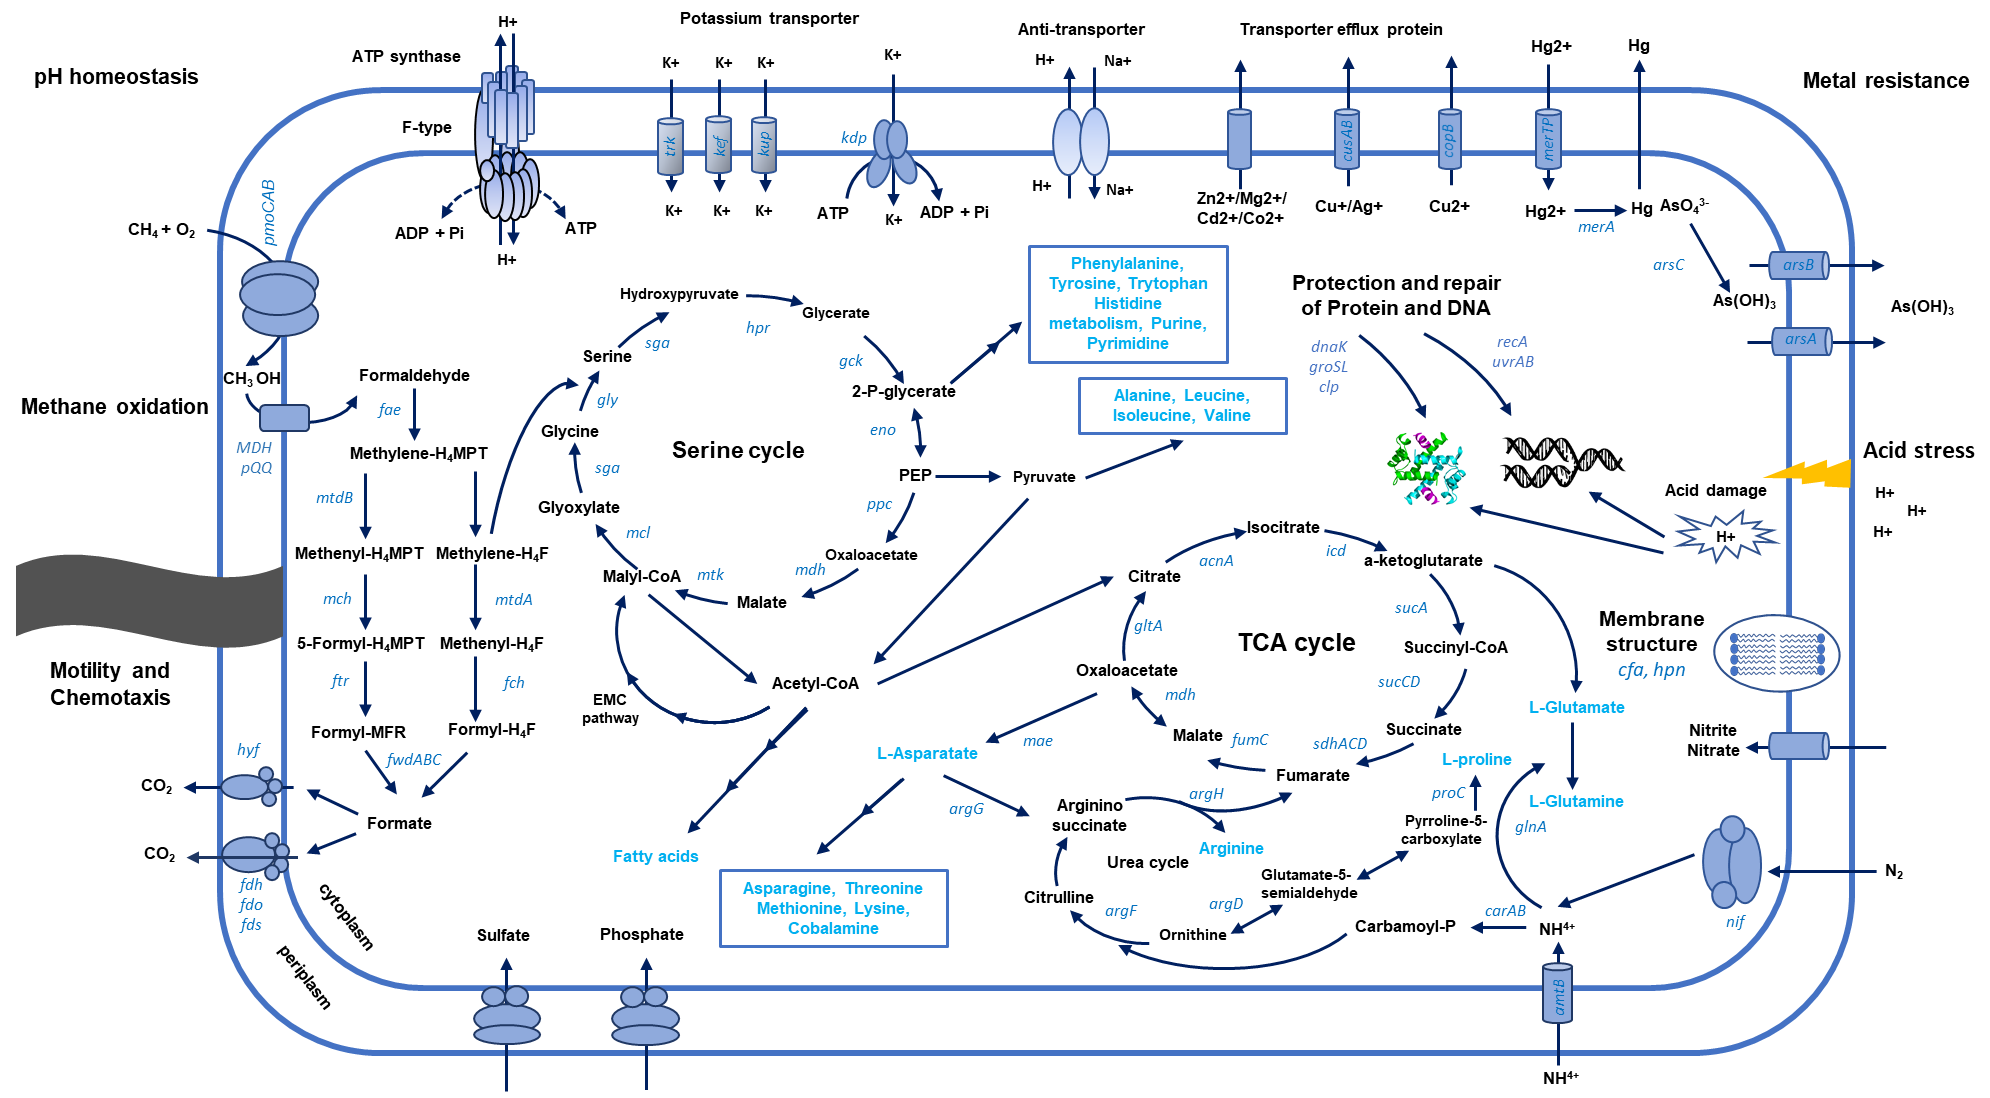 pH homeostasis
ATP synthase
F-type
H+
ADP + Pi
ATP
H+
Potassium transporter
K+
K+
K+
K+
trk
kef
kup
kdp
K+
K+
K+
ATP
K+
ADP + Pi
Anti-transporter
H+
Na+
H+
Na+
Transporter efflux protein
Zn2+/Mg2+/
Cd2+/Co2+
cusAB
Cu+/Ag+
copB
Cu2+
Hg2+
merTP
Hg2+
merA
Hg
Hg
Metal resistance
AsO₄³⁻
arsC
As(OH)₃
arsB
arsA
As(OH)₃
CH₄ + O₂
pmoCAB
CH₃ OH
Methane oxidation
MDH
pQQ
Formaldehyde
fae
Methylene-H₄MPT
mtdB
Methenyl-H₄MPT
mch
5-Formyl-H₄MPT
ftr
Formyl-MFR
fwdABC
Methylene-H₄F
mtdA
Methenyl-H₄F
fch
Formyl-H₄F
Formate
Motility and
Chemotaxis
hyf
CO₂
CO₂
fdh
fdo
fds
cytoplasm
periplasm
Sulfate
Phosphate
Serine cycle
Hydroxypyruvate
hpr
Glycerate
gck
2-P-glycerate
eno
PEP
ppc
Oxaloacetate
mdh
Malate
mtk
Malyl-CoA
mcl
Glyoxylate
sga
Glycine
gly
Serine
sga
Phenylalanine,
Tyrosine, Trytophan
Histidine
metabolism, Purine,
Pyrimidine
Alanine, Leucine,
Isoleucine, Valine
Pyruvate
EMC
pathway
Acetyl-CoA
Fatty acids
Protection and repair
of Protein and DNA
dnaK
groSL
clp
recA
uvrAB
Acid stress
H+
H+
H+
Acid damage
H+
TCA cycle
Citrate
acnA
Isocitrate
icd
a-ketoglutarate
sucA
Succinyl-CoA
sucCD
Succinate
sdhACD
Fumarate
fumC
Malate
mdh
Oxaloacetate
gltA
mae
L-Asparatate
argG
Asparagine, Threonine
Methionine, Lysine,
Cobalamine
Arginino
succinate
argH
Arginine
Urea cycle
Citrulline
argF
Ornithine
argD
Glutamate-5-
semialdehyde
Pyrroline-5-
carboxylate
proC
L-proline
Carbamoyl-P
carAB
NH⁴⁺
amtB
NH⁴⁺
glnA
L-Glutamate
L-Glutamine
Membrane
structure
cfa, hpn
Nitrite
Nitrate
nif
N₂